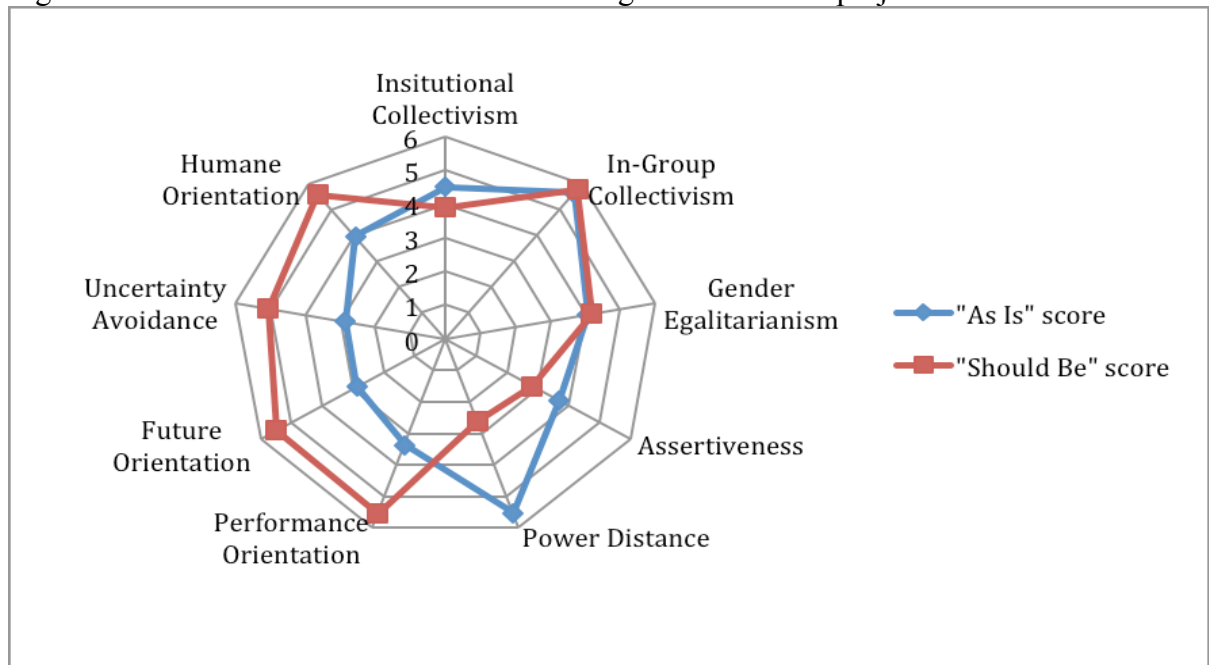 Insitutional
Collectivism
In-Group
Collectivism
Gender
Egalitarianism
Assertiveness
Power Distance
Performance
Orientation
Future
Orientation
Uncertainty
Avoidance
Humane
Orientation
6
5
4
3
2
1
0
"As Is" score
"Should Be" score